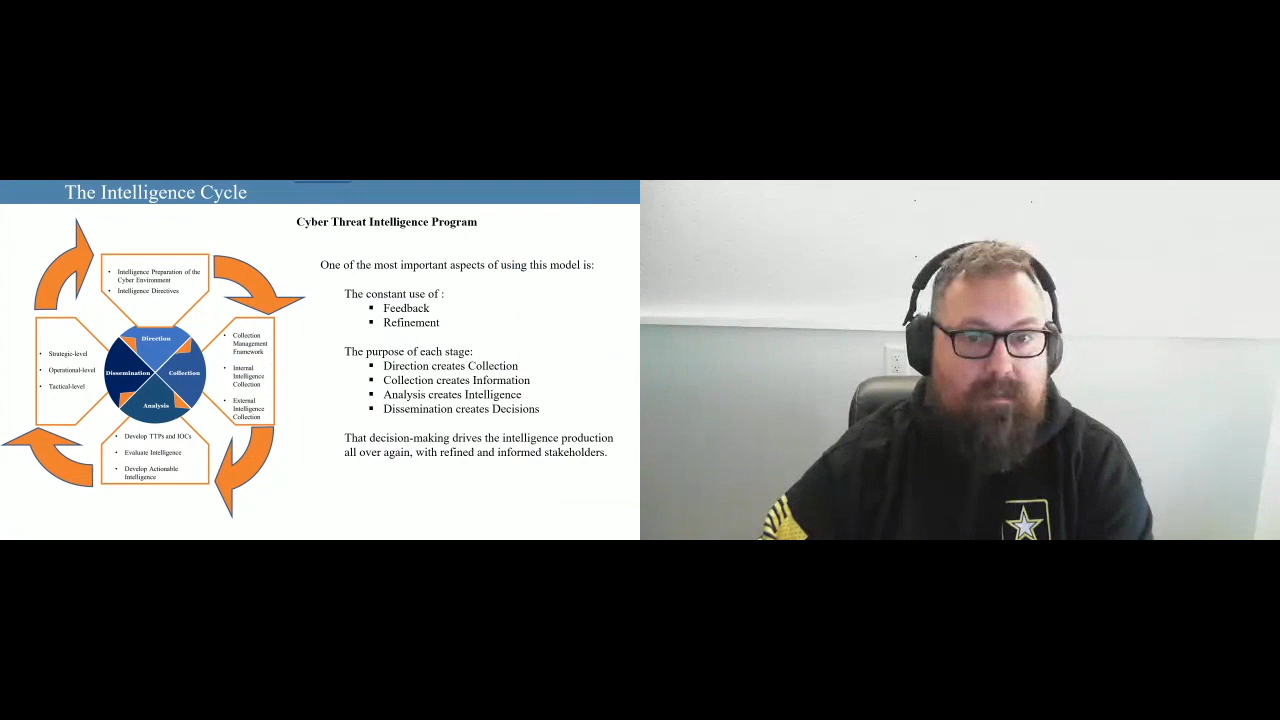 The Intelligence Cycle
Cyber Threat Intelligence Program
One of the most important aspects of using this model is:
The constant use of :
▪ Feedback
▪ Refinement
The purpose of each stage:
▪ Direction creates Collection
▪ Collection creates Information
▪ Analysis creates Intelligence
▪ Dissemination creates Decisions
That decision-making drives the intelligence production
all over again, with refined and informed stakeholders.
• Intelligence Preparation of the
Cyber Environment
• Intelligence Directives
Direction
Collection
Analysis
Dissemination
• Collection
Management
Framework
• Internal
Intelligence
Collection
• External
Intelligence
Collection
• Develop TTPs and IOCs
• Evaluate Intelligence
• Develop Actionable
Intelligence
• Strategic-level
• Operational-level
• Tactical-level